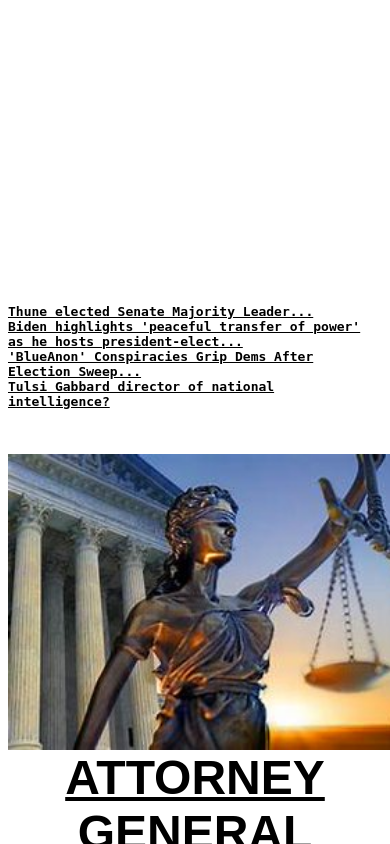 Thune elected Senate Majority Leader...
Biden highlights 'peaceful transfer of power'
as he hosts president-elect...
'BlueAnon' Conspiracies Grip Dems After
Election Sweep...
Tulsi Gabbard director of national
intelligence?
ATTORNEY
GENERAL